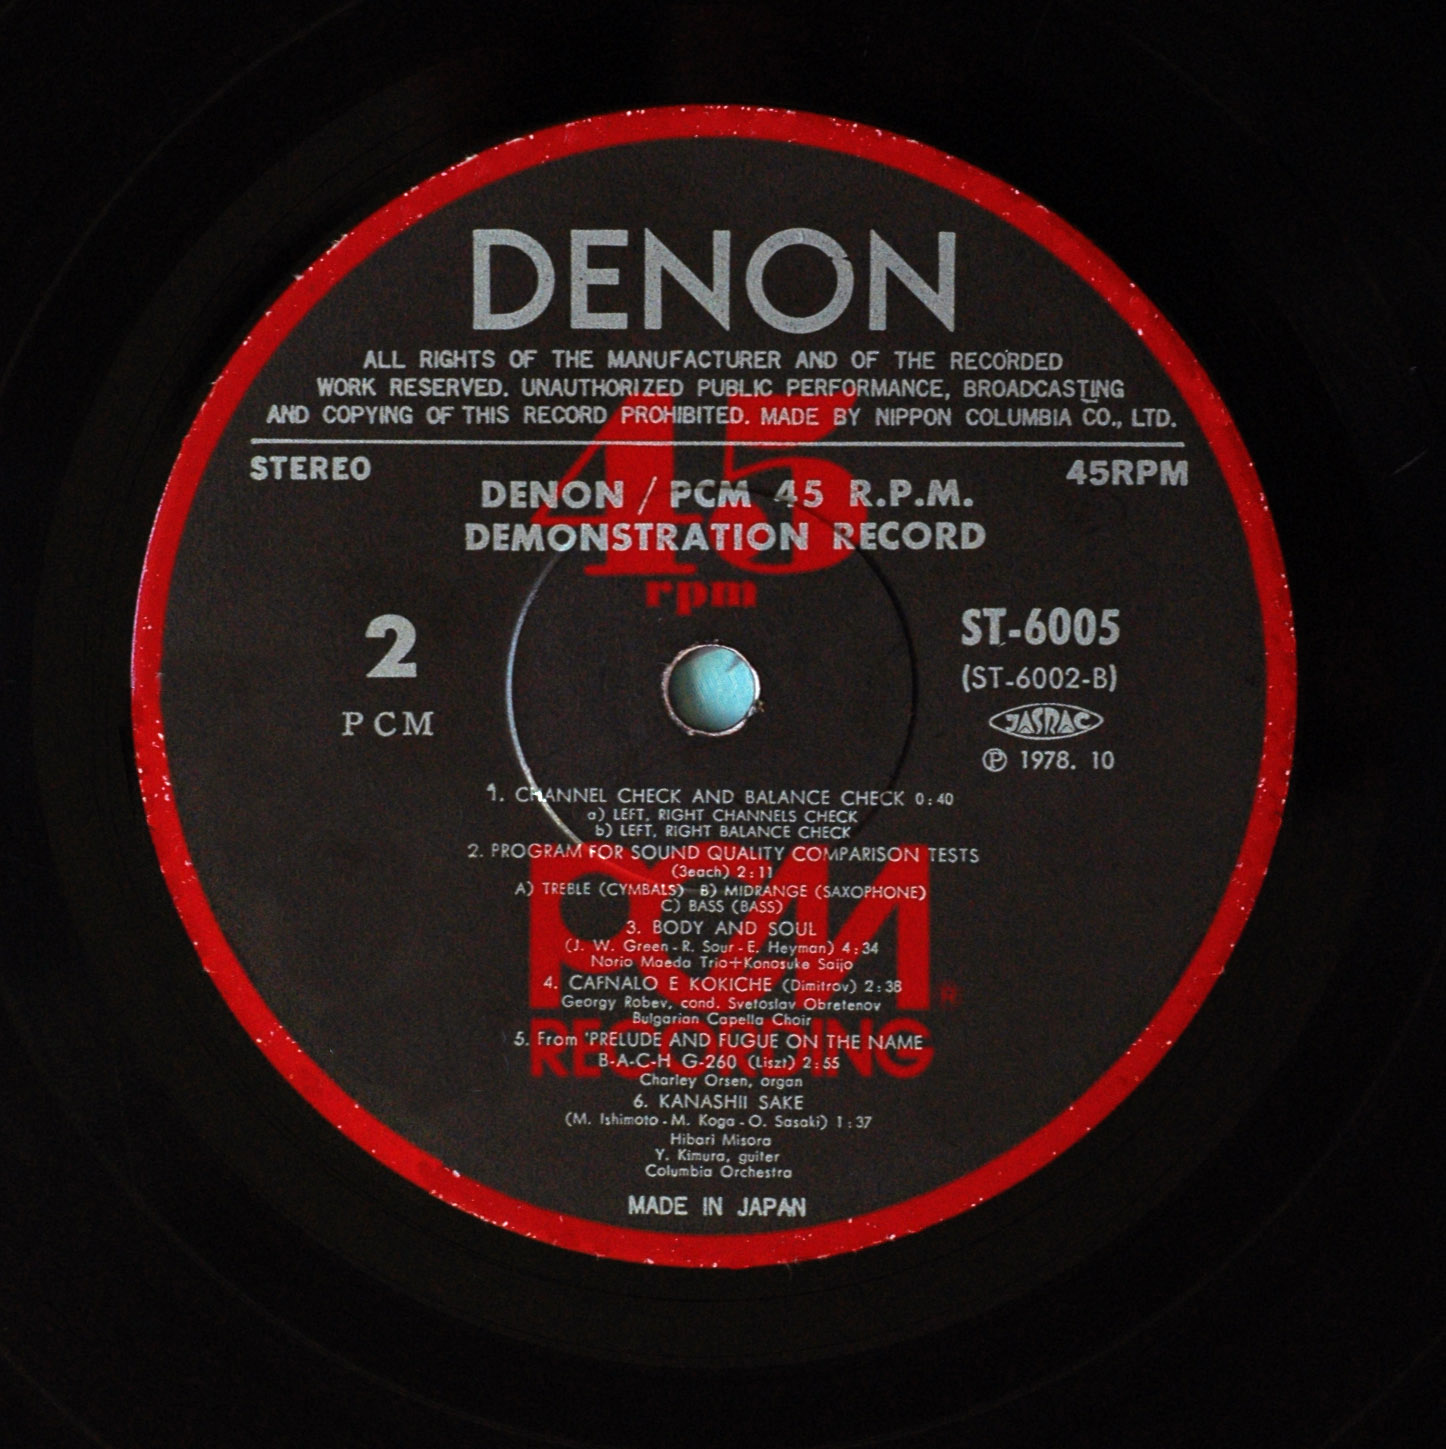 DENON
ALL RIGHTS OF THE MANUFACTURER AND OF THE RECORDED
WORK RESERVED. UNAUTHORIZED PUBLIC PERFORMANCE, BROADCASTING
AND COPYING OF THIS RECORD PROHIBITED. MADE BY NIPPON COLUMBIA CO., LTD.
STEREO
45RPM
45
rpm
DENON / PCM 45 R.P.M.
DEMONSTRATION RECORD
2
PCM
ST-6005
(ST-6002-B)
JASRAC
Ⓟ 1978. 10
1. CHANNEL CHECK AND BALANCE CHECK 0:40
a) LEFT, RIGHT CHANNELS CHECK
b) LEFT, RIGHT BALANCE CHECK
2. PROGRAM FOR SOUND QUALITY COMPARISON TESTS
(3each) 2:11
A) TREBLE (CYMBALS) B) MIDRANGE (SAXOPHONE)
C) BASS (BASS)
3. BODY AND SOUL
(J. W. Green-R. Sour-E. Heyman) 4:34
Norio Maeda Trio+Konosuke Saijo
4. CAFNALO E KOKICHE (Dimitrov) 2:38
Georgy Robev, cond. Svetoslav Obretenov
Bulgarian Capella Choir
5. From 'PRELUDE AND FUGUE ON THE NAME
B-A-C-H G-260 (Liszt) 2:55
Charley Orsen, organ
6. KANASHII SAKE
(M. Ishimoto-M. Koga-O. Sasaki) 1:37
Hibari Misora
Y. Kimura, guiter
Columbia Orchestra
PCM®
RECORDING
MADE IN JAPAN